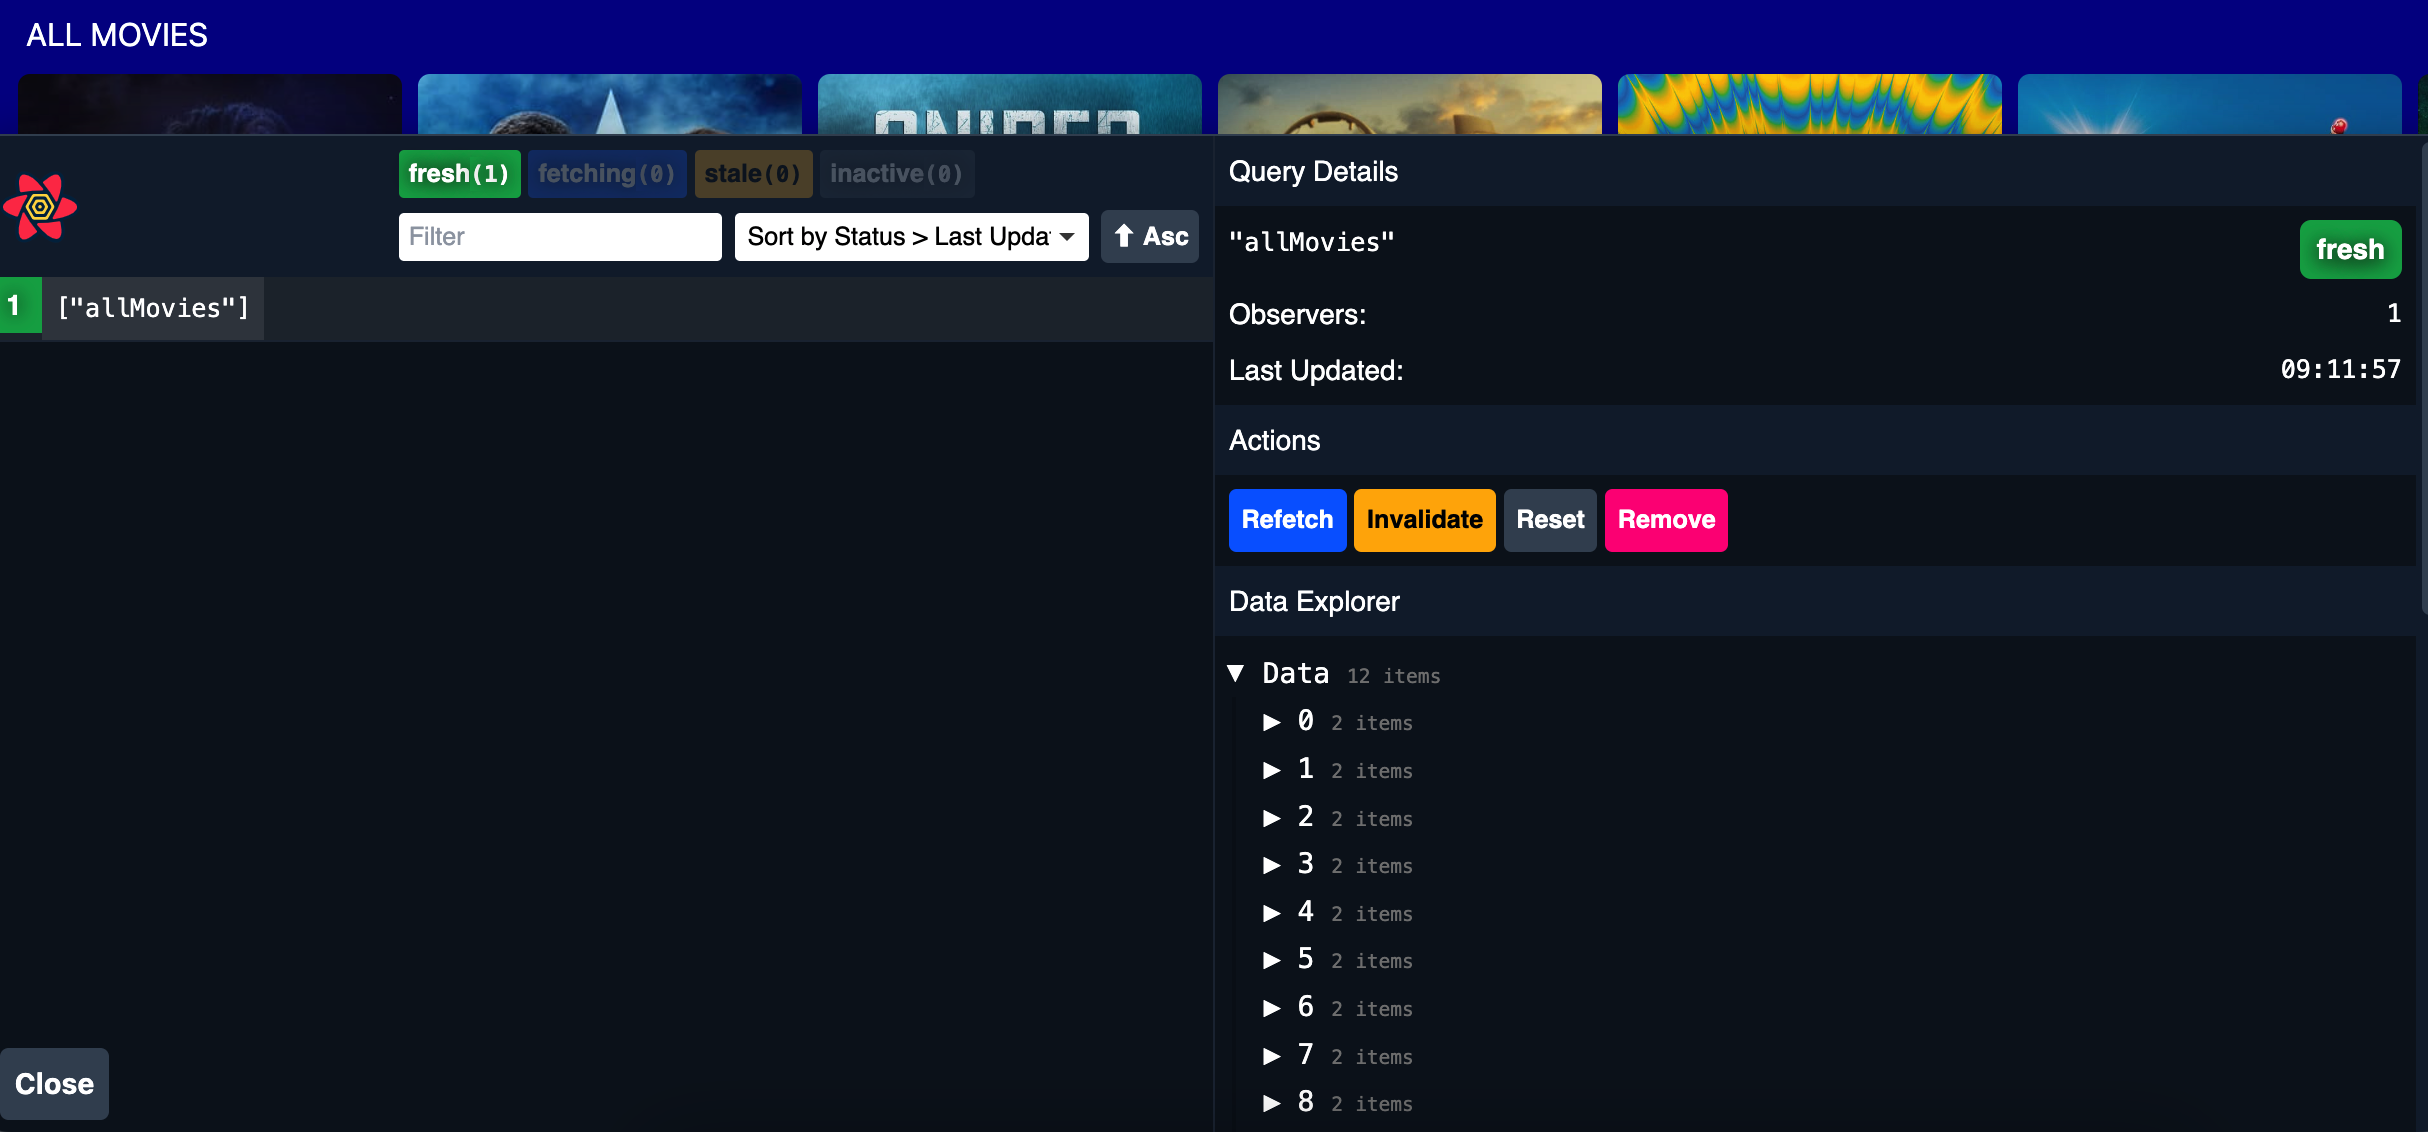 ALL MOVIES
SNIPER
fresh(1) fetching(0) stale(0) inactive(0)
Filter Sort by Status > Last Upda Asc
1 ["allMovies"]
Close
Query Details
"allMovies" fresh
Observers: 1
Last Updated: 09:11:57
Actions
Refetch Invalidate Reset Remove
Data Explorer
▼ Data 12 items
▶ 0 2 items
▶ 1 2 items
▶ 2 2 items
▶ 3 2 items
▶ 4 2 items
▶ 5 2 items
▶ 6 2 items
▶ 7 2 items
▶ 8 2 items